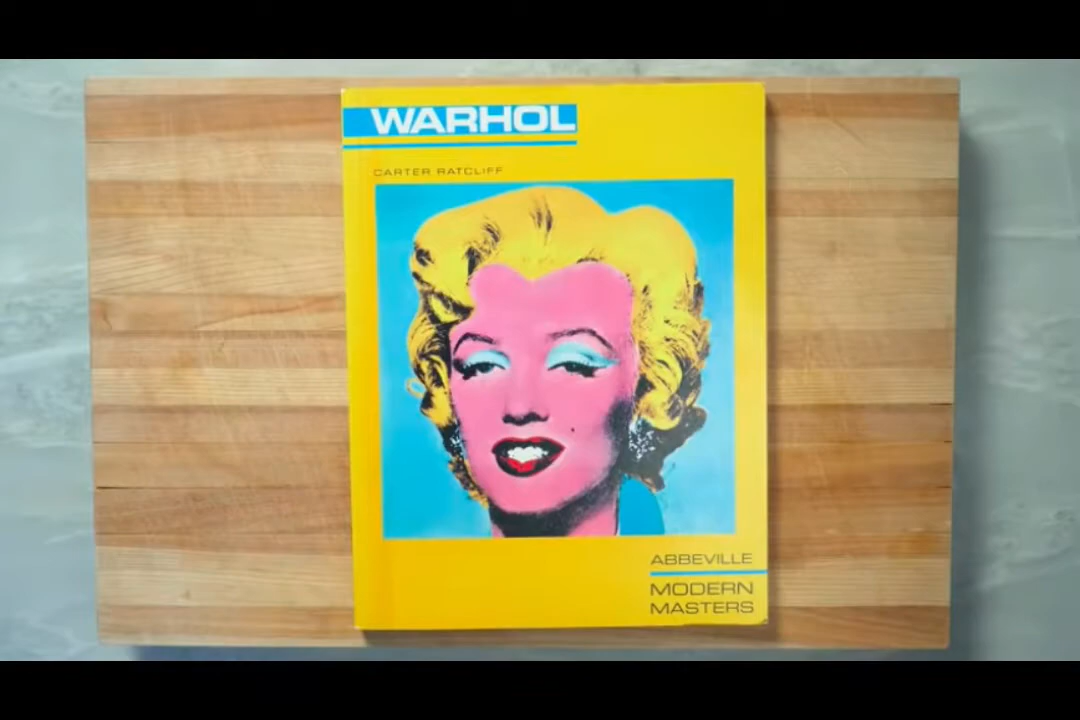 WARHOL
CARTER RATCLIFF
ABBEVILLE
MODERN
MASTERS